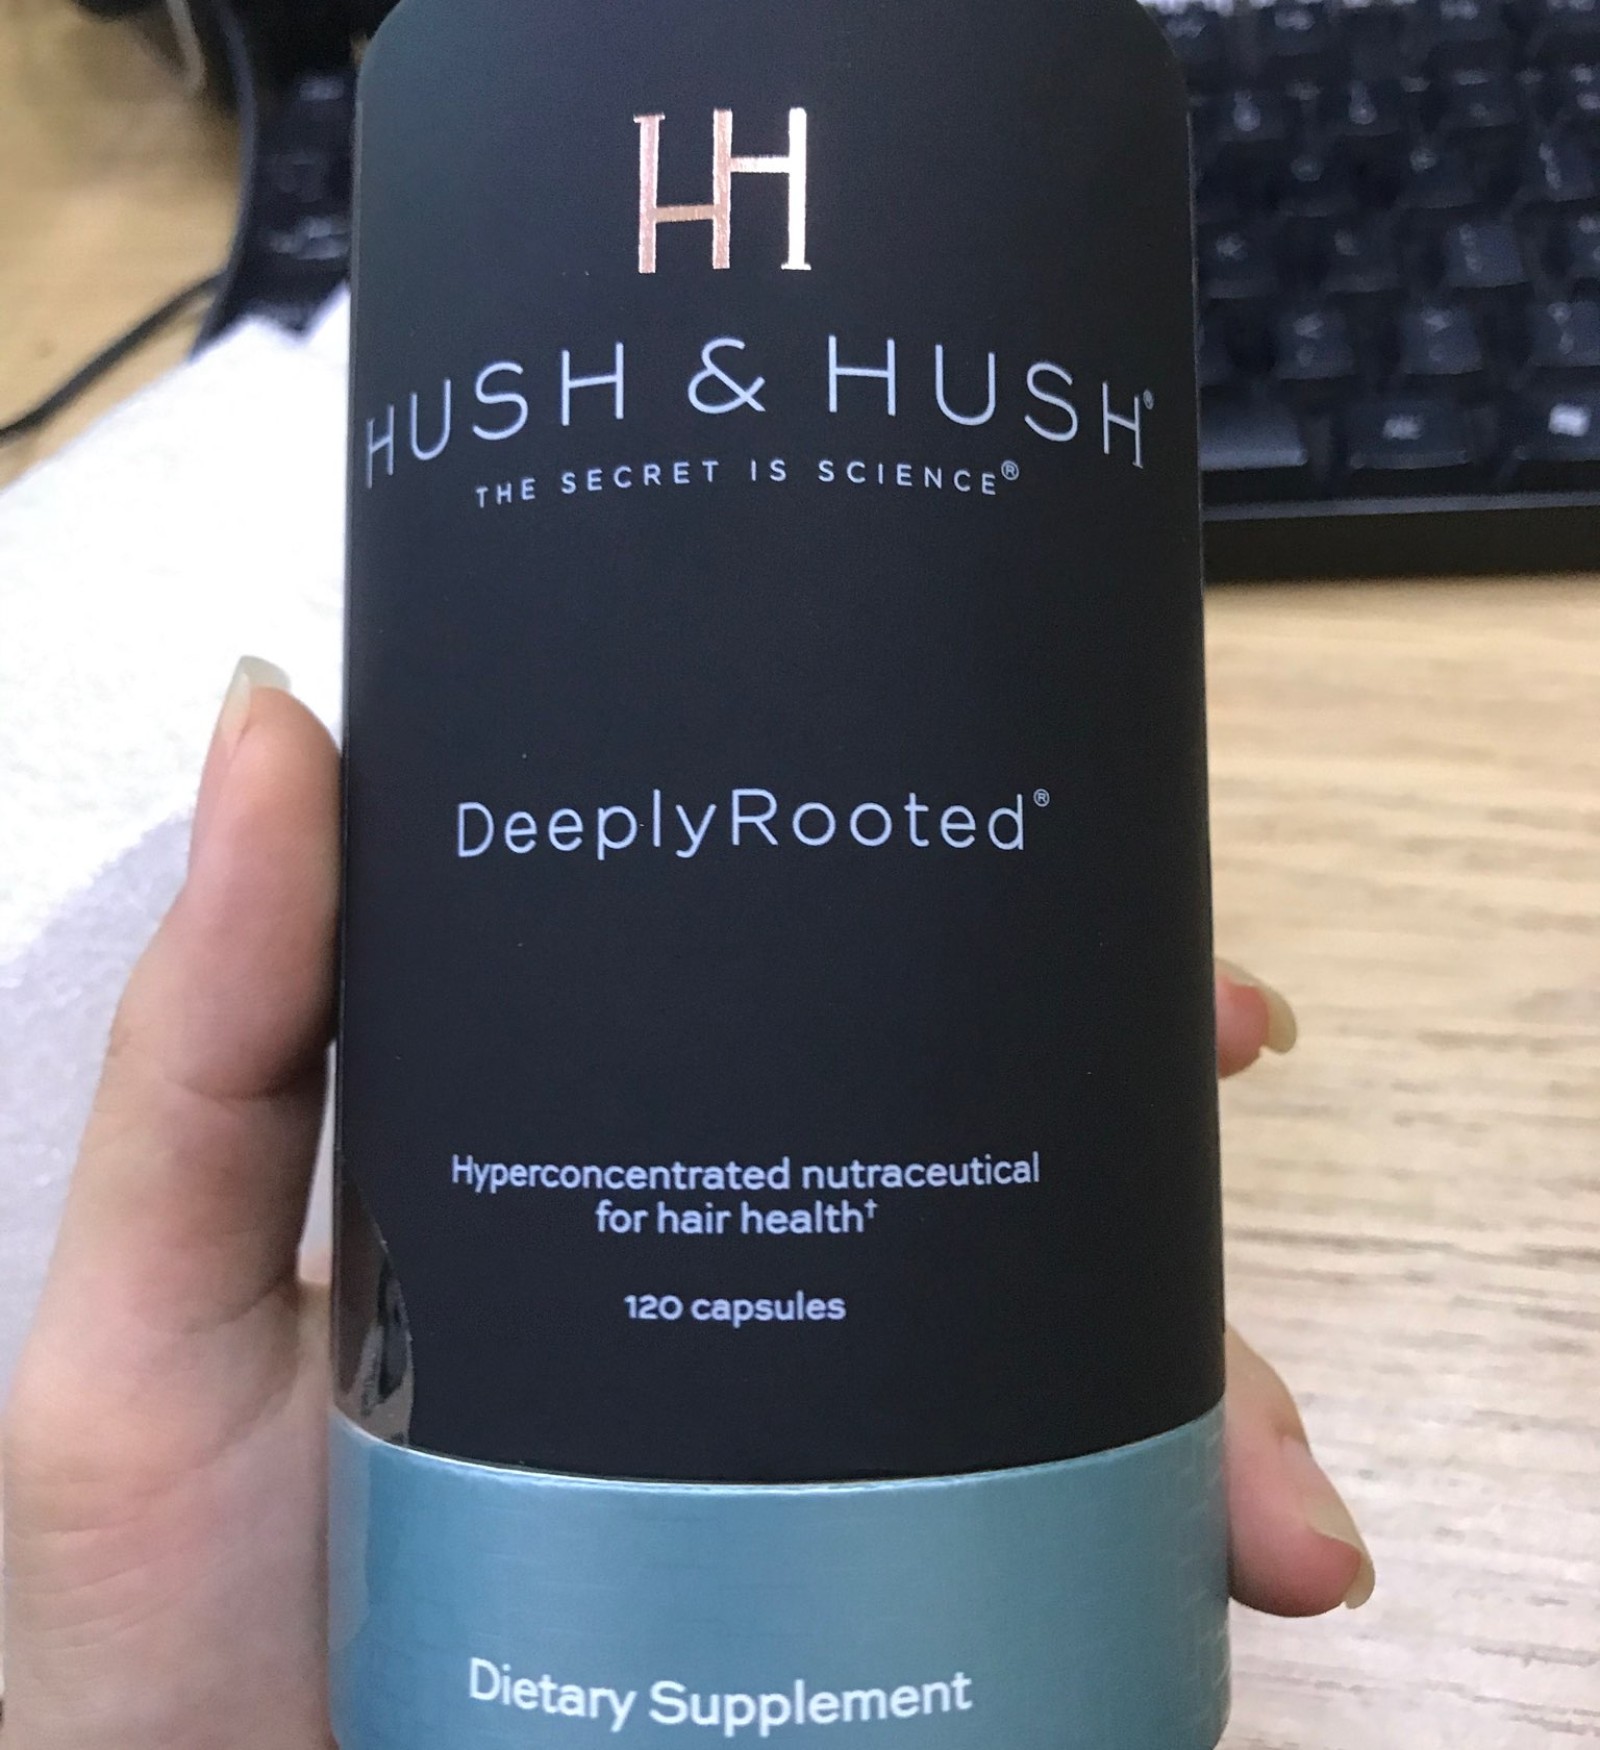 HH
HUSH & HUSH®
THE SECRET IS SCIENCE®
DeeplyRooted®
Hyperconcentrated nutraceutical
for hair health†
120 capsules
Dietary Supplement